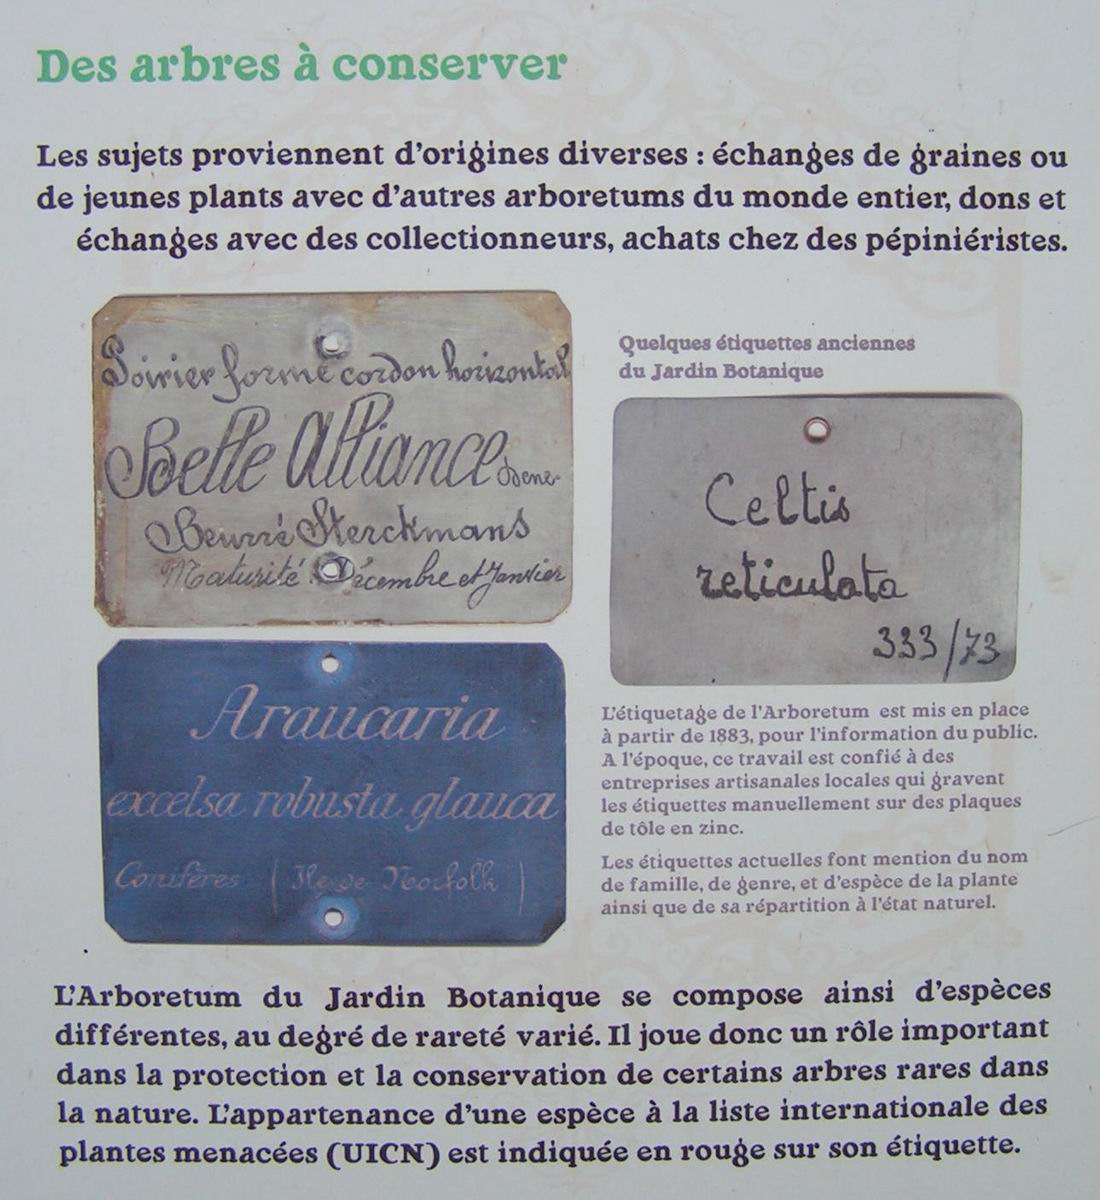 Des arbres à conserver
Les sujets proviennent d'origines diverses : échanges de graines ou
de jeunes plants avec d'autres arboretums du monde entier, dons et
échanges avec des collectionneurs, achats chez des pépiniéristes.
Poirier forme cordon horizontal
Belle Alliance
Beurré Sterckmans
Maturité Décembre et Janvier
Araucaria
excelsa robusta glauca
Conifères (Ile de Norfolk)
Quelques étiquettes anciennes
du Jardin Botanique
Celtis
reticulata
333/73
L'étiquetage de l'Arboretum est mis en place
à partir de 1883, pour l'information du public.
A l'époque, ce travail est confié à des
entreprises artisanales locales qui gravent
les étiquettes manuellement sur des plaques
de tôle en zinc.
Les étiquettes actuelles font mention du nom
de famille, de genre, et d'espèce de la plante
ainsi que de sa répartition à l'état naturel.
L'Arboretum du Jardin Botanique se compose ainsi d'espèces
différentes, au degré de rareté varié. Il joue donc un rôle important
dans la protection et la conservation de certains arbres rares dans
la nature. L'appartenance d'une espèce à la liste internationale des
plantes menacées (UICN) est indiquée en rouge sur son étiquette.